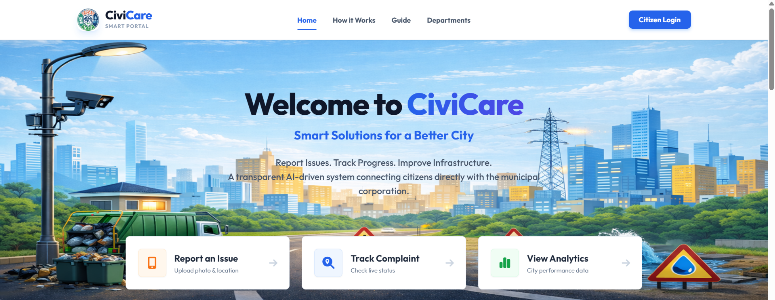 CiviCare
SMART PORTAL
Home
How It Works
Guide
Departments
Citizen Login
Welcome to CiviCare
Smart Solutions for a Better City
Report Issues. Track Progress. Improve Infrastructure.
A transparent AI-driven system connecting citizens directly with the municipal
corporation.
Report an Issue
Upload photo & location
Track Complaint
Check live status
View Analytics
City performance data